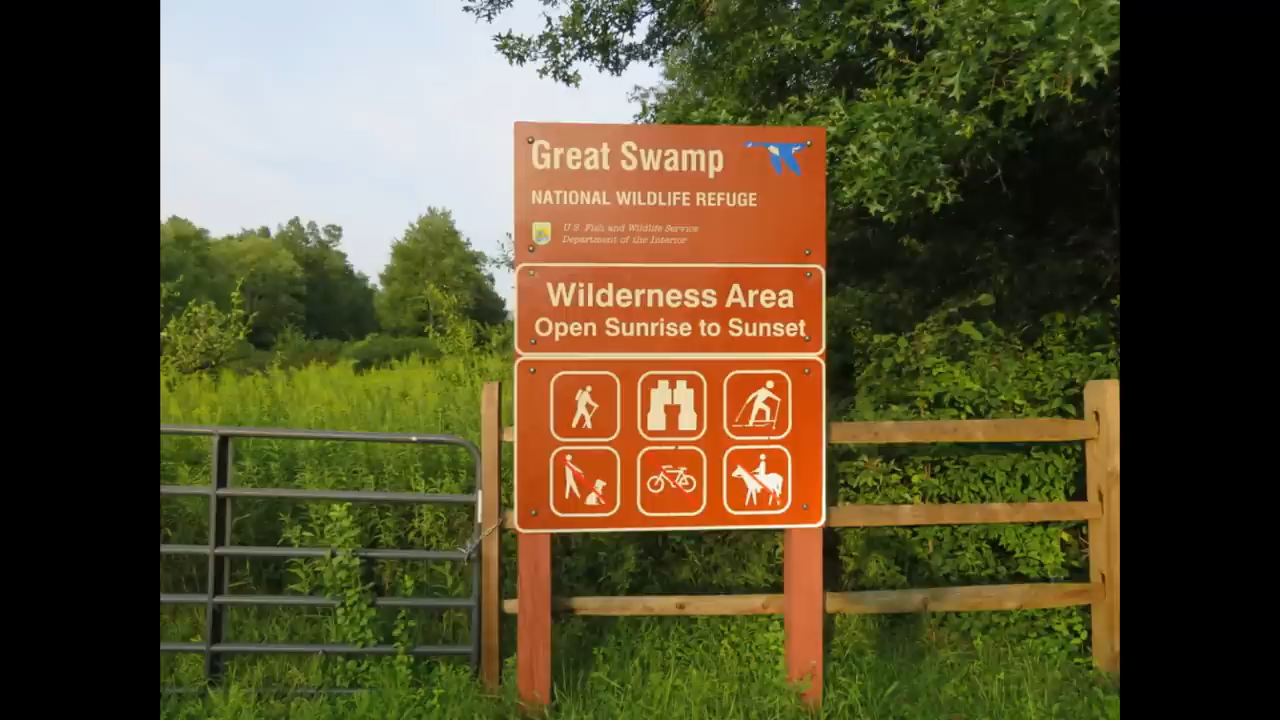 Great Swamp
NATIONAL WILDLIFE REFUGE
U.S. Fish and Wildlife Service
Department of the Interior
Wilderness Area
Open Sunrise to Sunset